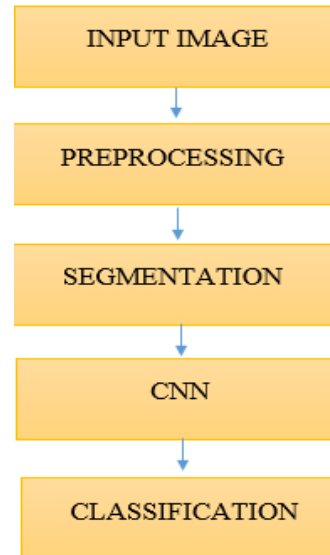 INPUT IMAGE
PREPROCESSING
SEGMENTATION
CNN
CLASSIFICATION